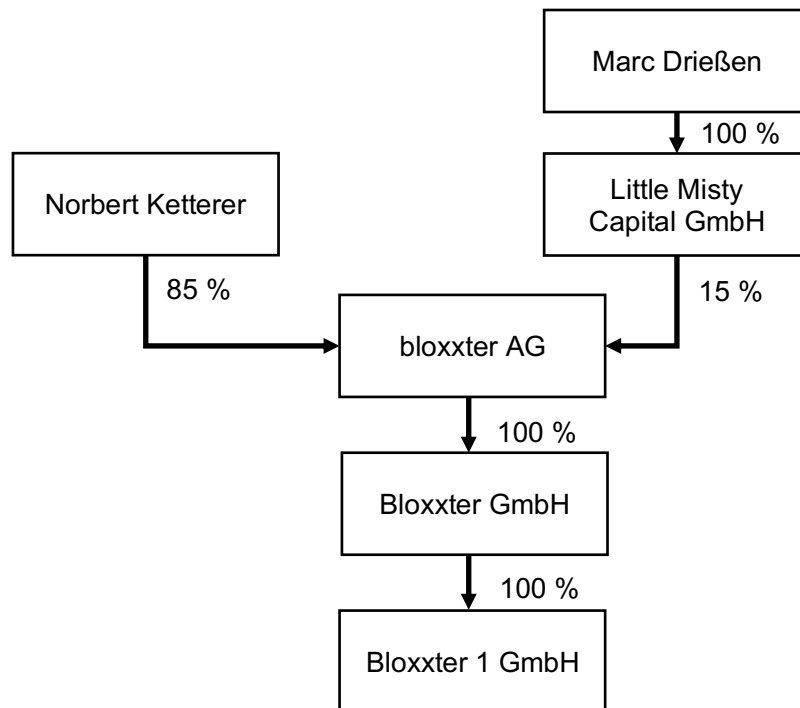 Marc Drießen
100 %
Norbert Ketterer
Little Misty
Capital GmbH
85 %
15 %
bloxxter AG
100 %
Bloxxter GmbH
100 %
Bloxxter 1 GmbH